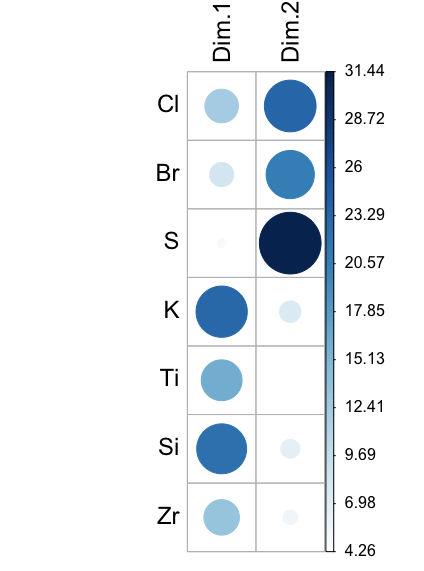 Dim.1 Dim.2
31.44
Cl
28.72
Br
26
S
23.29
20.57
K
17.85
Ti
15.13
12.41
Si
9.69
6.98
Zr
4.26